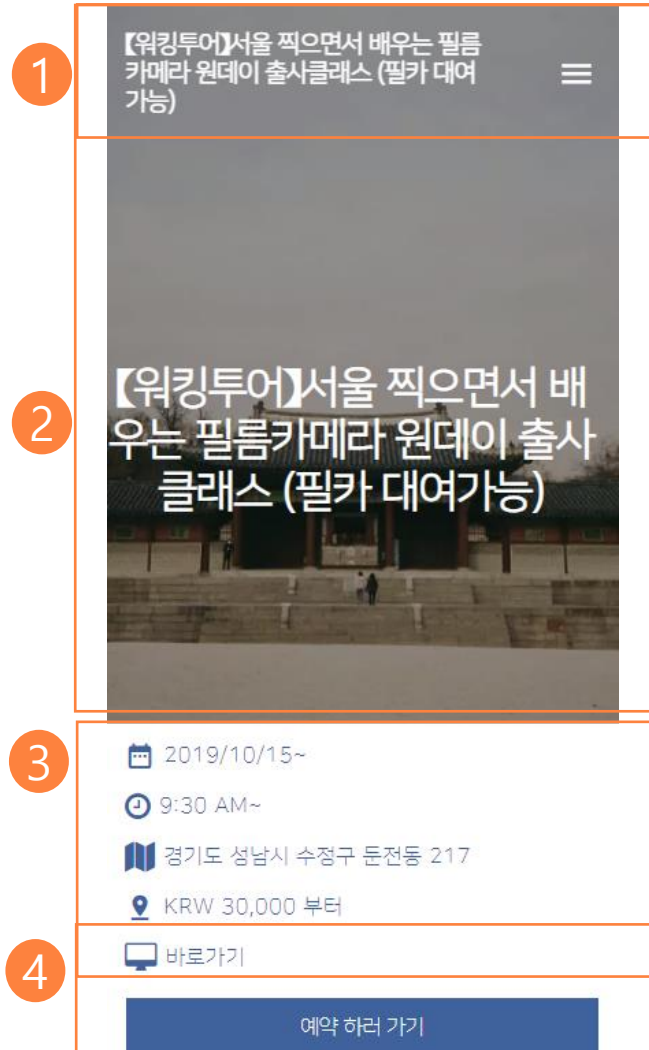 1
【워킹투어】서울 찍으면서 배우는 필름
카메라 원데이 출사클래스 (필카 대여
가능)
2
【워킹투어】서울 찍으면서 배
우는 필름카메라 원데이 출사
클래스 (필카 대여가능)
3
2019/10/15~
9:30 AM~
경기도 성남시 수정구 둔전동 217
KRW 30,000 부터
4
바로가기
예약 하러 가기